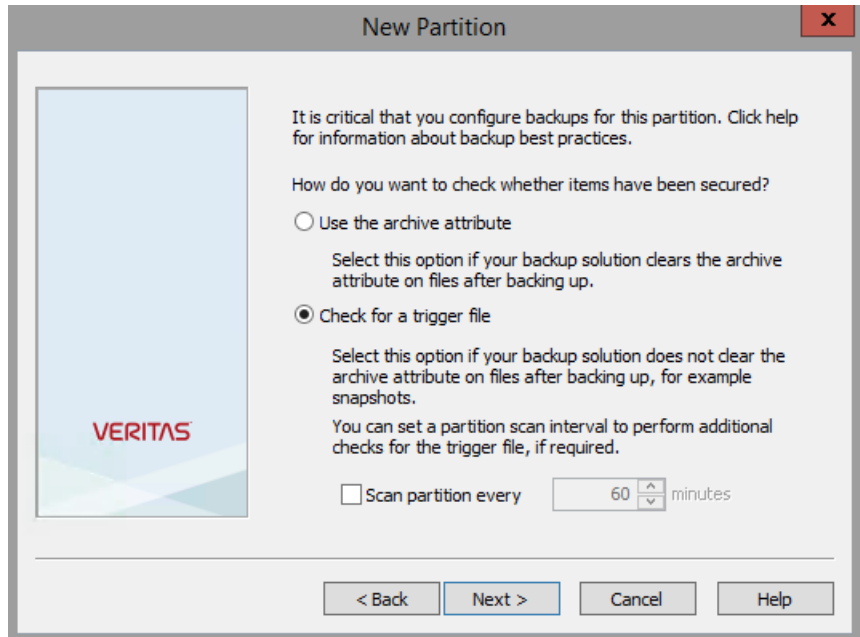 New Partition
x
It is critical that you configure backups for this partition. Click help
for information about backup best practices.
How do you want to check whether items have been secured?
Use the archive attribute
Select this option if your backup solution clears the archive
attribute on files after backing up.
Check for a trigger file
Select this option if your backup solution does not clear the
archive attribute on files after backing up, for example
snapshots.
You can set a partition scan interval to perform additional
checks for the trigger file, if required.
VERITAS
Scan partition every 60 minutes
< Back Next > Cancel Help